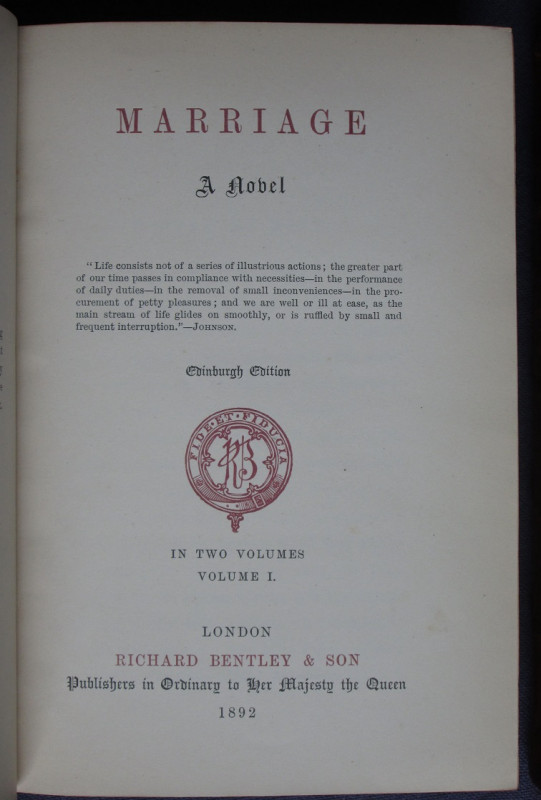 MARRIAGE
A Novel
"Life consists not of a series of illustrious actions; the greater part
of our time passes in compliance with necessities—in the performance
of daily duties—in the removal of small inconveniences—in the pro-
curement of petty pleasures; and we are well or ill at ease, as the
main stream of life glides on smoothly, or is ruffled by small and
frequent interruption."—JOHNSON.
Edinburgh Edition
FIDE·ET·FIDUCIA
RB
IN TWO VOLUMES
VOLUME I.
LONDON
RICHARD BENTLEY & SON
Publishers in Ordinary to Her Majesty the Queen
1892